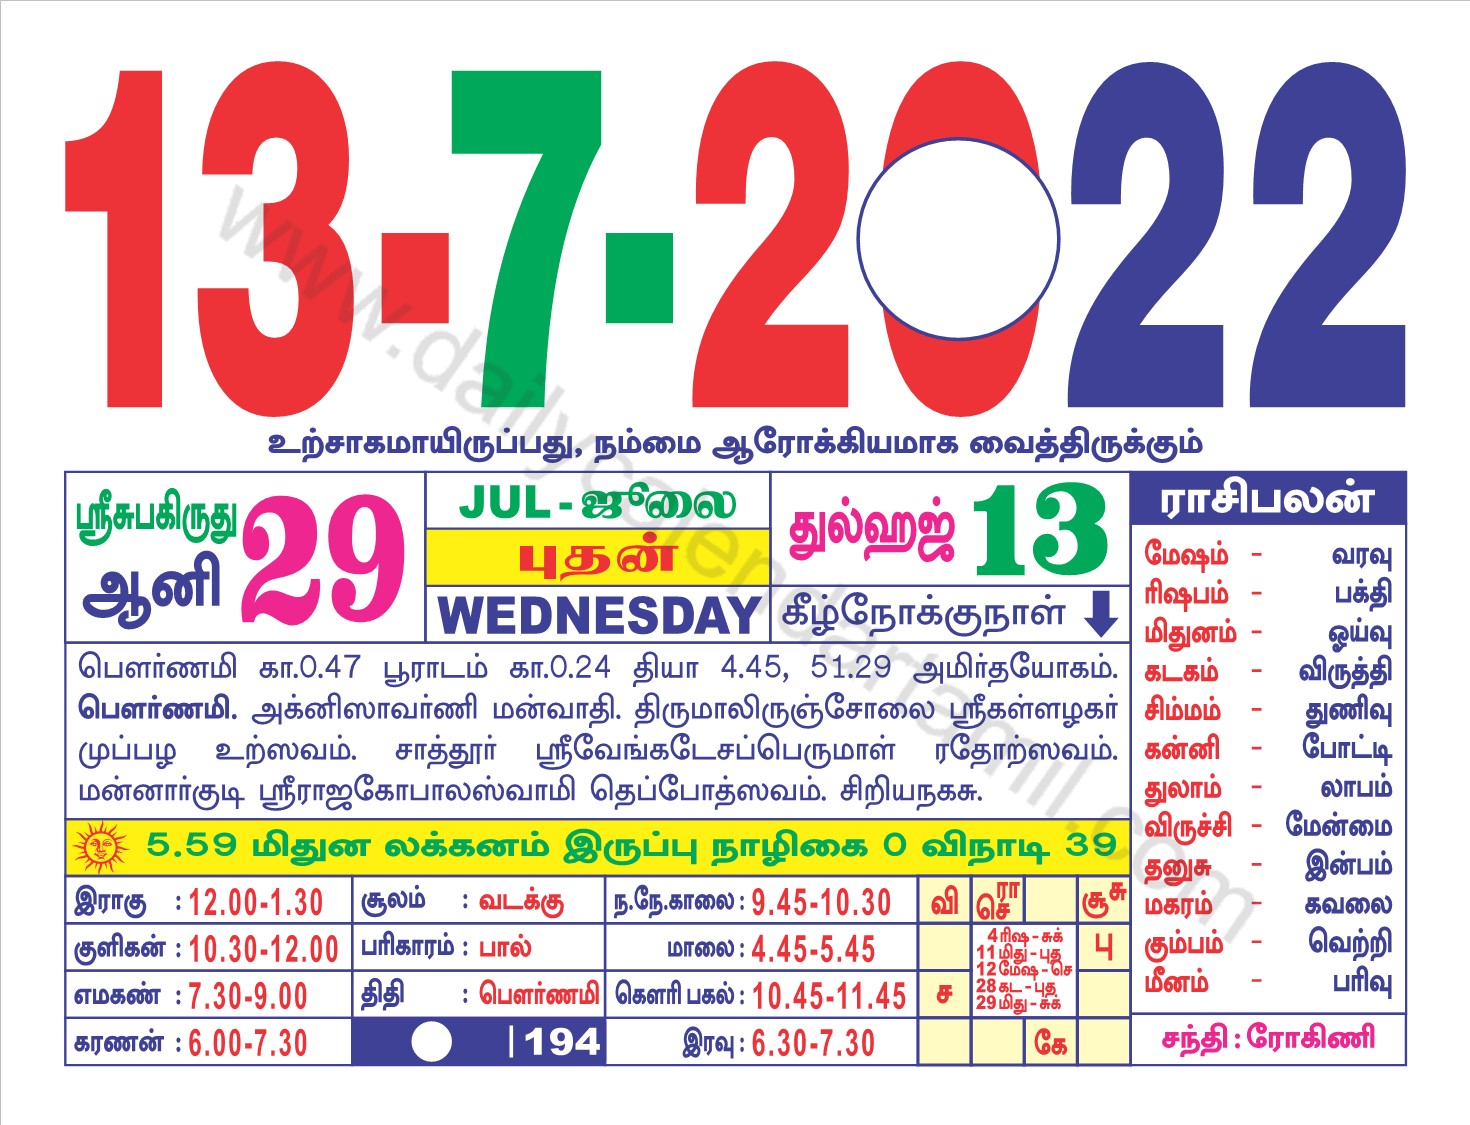 13-7-2022
உற்சாகமாயிருப்பது, நம்மை ஆரோக்கியமாக வைத்திருக்கும்
ஸ்ரீசுபகிருது
ஆனி 29
JUL - ஜூலை
புதன்
WEDNESDAY
துல்ஹஜ் 13
கீழ்நோக்குநாள்
பௌர்ணமி கா.0.47 பூராடம் கா.0.24 தியா 4.45, 51.29 அமிர்தயோகம்.
பௌர்ணமி. அக்னிஸாவர்ணி மன்வாதி. திருமாலிருஞ்சோலை ஸ்ரீகள்ளழகர்
முப்பழ உற்ஸவம். சாத்தூர் ஸ்ரீவேங்கடேசப்பெருமாள் ரதோற்ஸவம்.
மன்னார்குடி ஸ்ரீராஜகோபாலஸ்வாமி தெப்போத்ஸவம். சிறியநகசு.
5.59 மிதுன லக்கனம் இருப்பு நாழிகை 0 விநாடி 39
இராகு : 12.00-1.30
குளிகன் : 10.30-12.00
எமகண் : 7.30-9.00
கரணன் : 6.00-7.30
சூலம் : வடக்கு
பரிகாரம் : பால்
திதி : பௌர்ணமி
194
ந.நே.காலை : 9.45-10.30
மாலை : 4.45-5.45
கௌரி பகல் : 10.45-11.45
இரவு : 6.30-7.30
வி
ரா
செ
சூசு
பு
ச
கே
4 ரிஷ - சுக்
11 மிது - புத
12 மேஷ - செ
28 கட - புத
29 மிது - சுக்
ராசிபலன்
மேஷம் - வரவு
ரிஷபம் - பக்தி
மிதுனம் - ஓய்வு
கடகம் - விருத்தி
சிம்மம் - துணிவு
கன்னி - போட்டி
துலாம் - லாபம்
விருச்சி - மேன்மை
தனுசு - இன்பம்
மகரம் - கவலை
கும்பம் - வெற்றி
மீனம் - பரிவு
சந்தி : ரோகிணி
www.dailycalendartamil.com